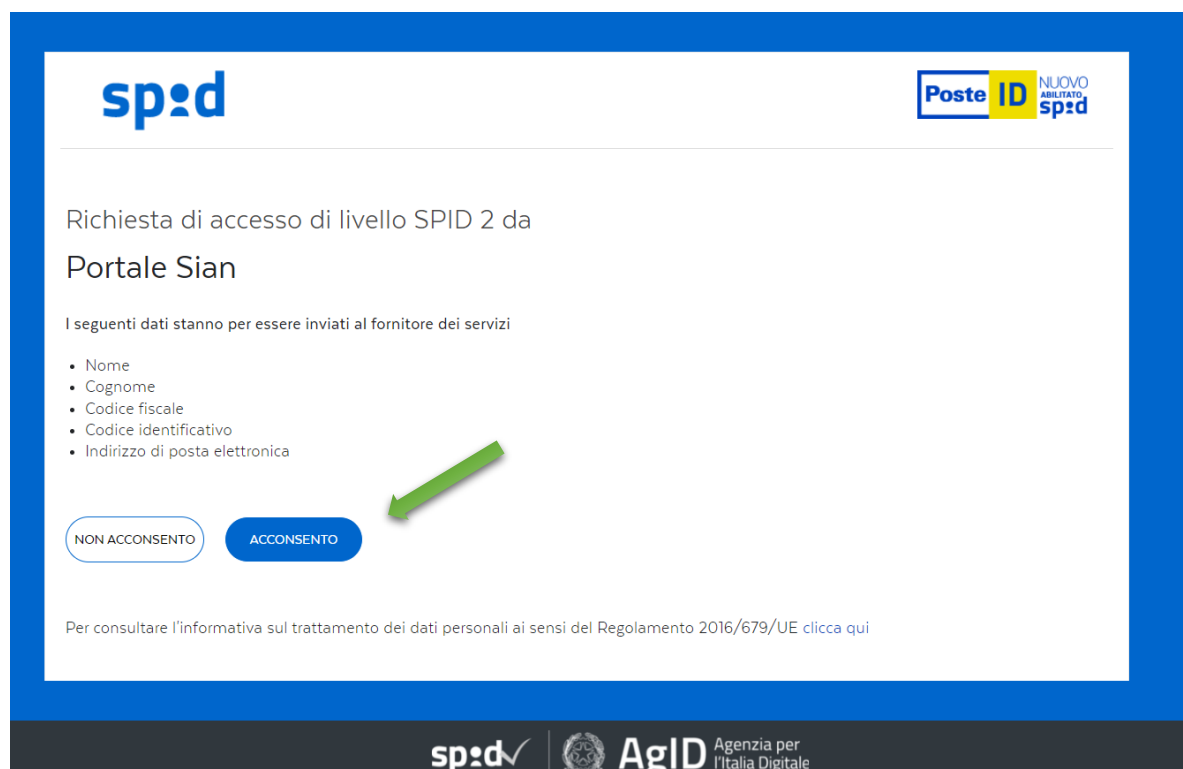 spid
Poste ID NUOVO
ABILITATO
spid
Richiesta di accesso di livello SPID 2 da
Portale Sian
I seguenti dati stanno per essere inviati al fornitore dei servizi
• Nome
• Cognome
• Codice fiscale
• Codice identificativo
• Indirizzo di posta elettronica
NON ACCONSENTO ACCONSENTO
Per consultare l'informativa sul trattamento dei dati personali ai sensi del Regolamento 2016/679/UE clicca qui
spid AgID Agenzia per
l'Italia Digitale